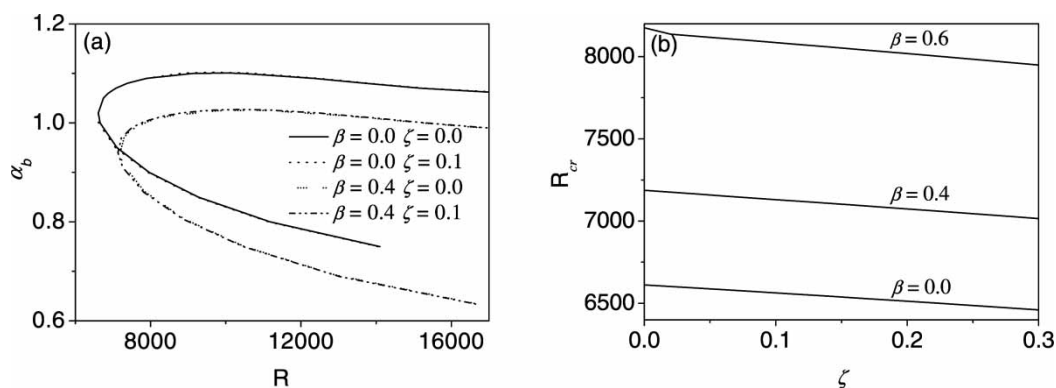 (a)
1.2
1.0
0.8
0.6
α_b
8000 12000 16000
R
β = 0.0 ζ = 0.0
β = 0.0 ζ = 0.1
β = 0.4 ζ = 0.0
β = 0.4 ζ = 0.1
(b)
8000
7500
7000
6500
R_cr
β = 0.6
β = 0.4
β = 0.0
0.0 0.1 0.2 0.3
ζ